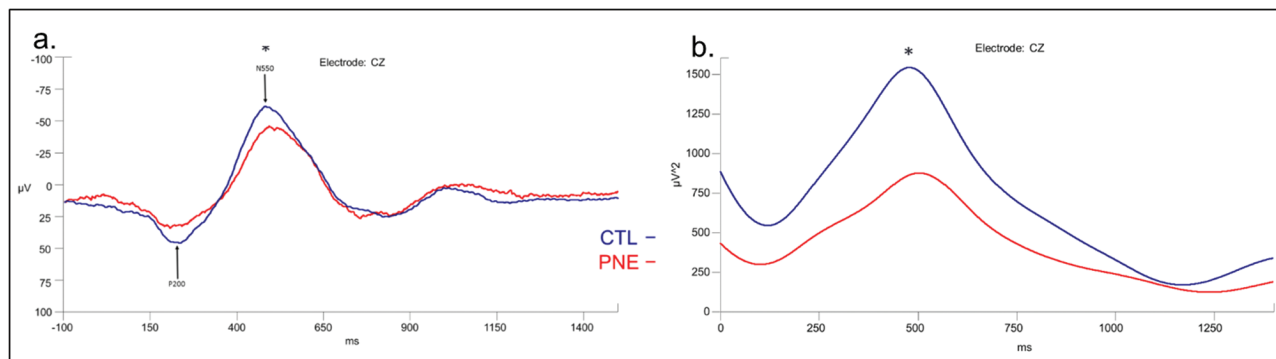 a.
*
N550
Electrode: CZ
-100
-75
-50
-25
0
25
50
75
100
µV
P200
-100
150
400
650
900
1150
1400
ms
CTL –
PNE –
b.
*
Electrode: CZ
1500
1250
1000
750
500
250
0
µV^2
0
250
500
750
1000
1250
ms